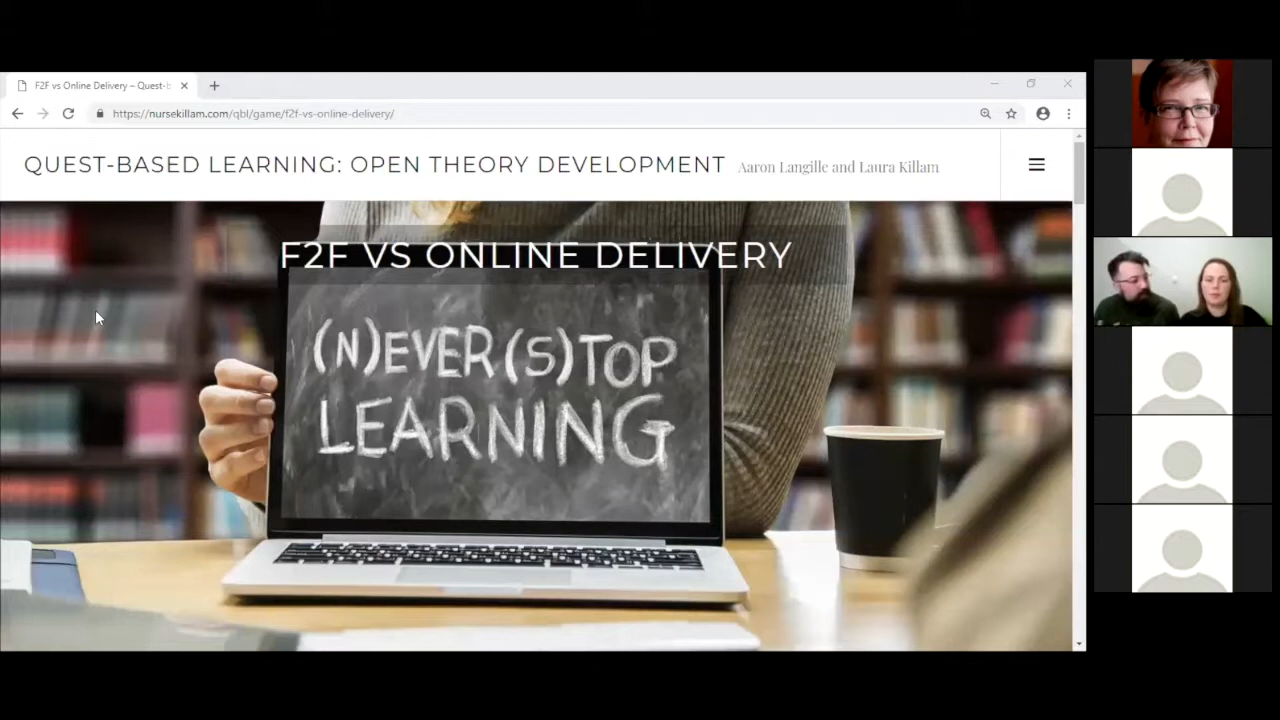 F2F vs Online Delivery – Quest-b
https://nursekillam.com/qbl/game/f2f-vs-online-delivery/
QUEST-BASED LEARNING: OPEN THEORY DEVELOPMENT Aaron Langille and Laura Killam
F2F VS ONLINE DELIVERY
(N)EVER (S)TOP
LEARNING